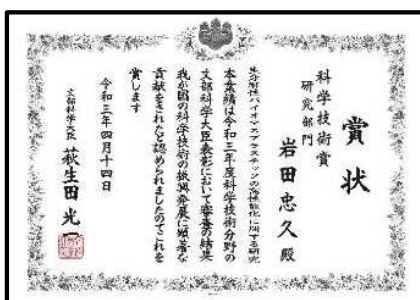 賞状
科学技術賞
研究部門
岩田忠久殿
生分解性バイオマスプラスチックの高性能化に関する研究
本業績は令和三年度科学技術分野の
文部科学大臣表彰において審査の結果
我が国の科学技術の振興発展に顕著な
貢献をされたと認められましたのでこれを
賞します
令和三年四月十四日
文部科学大臣 萩生田光一